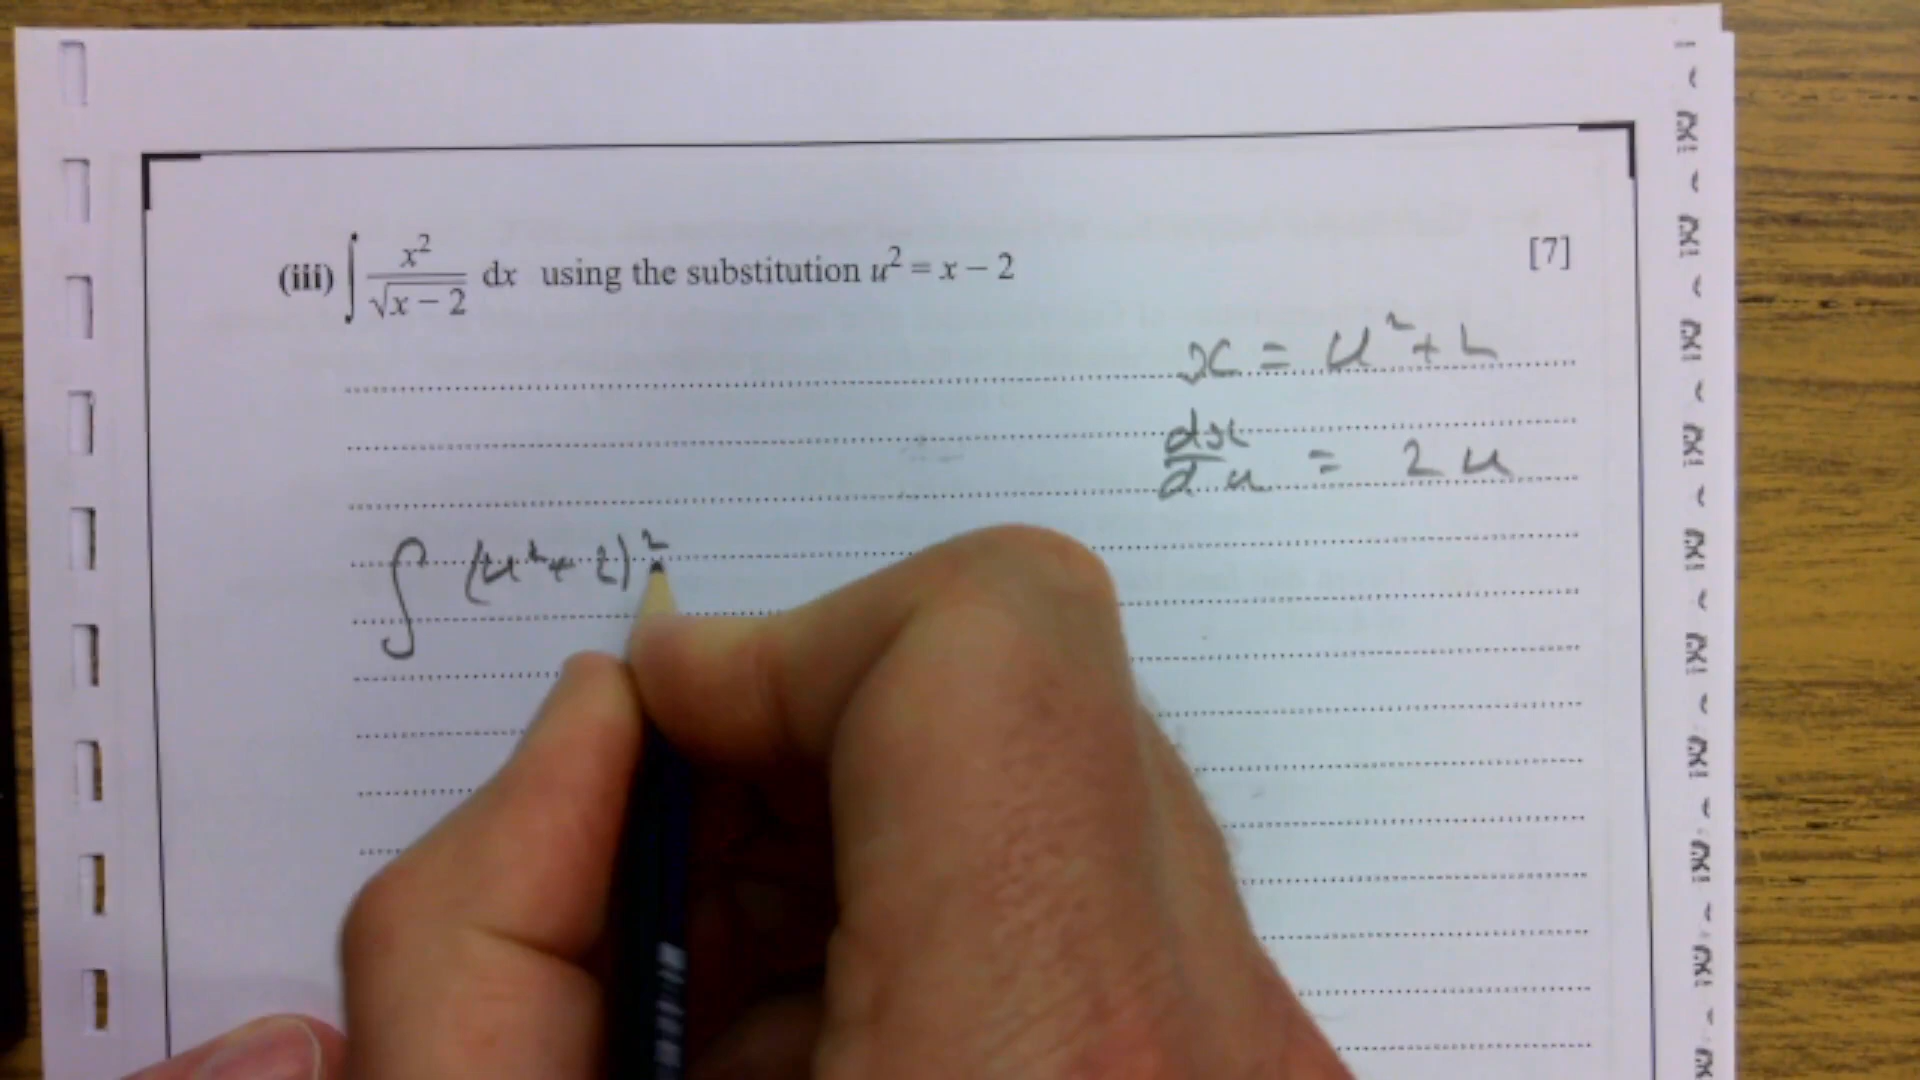 (iii) ∫ x²/√(x − 2) dx using the substitution u² = x − 2 [7]
x = u² + 2
dx/du = 2u
∫ (u² + 2)²